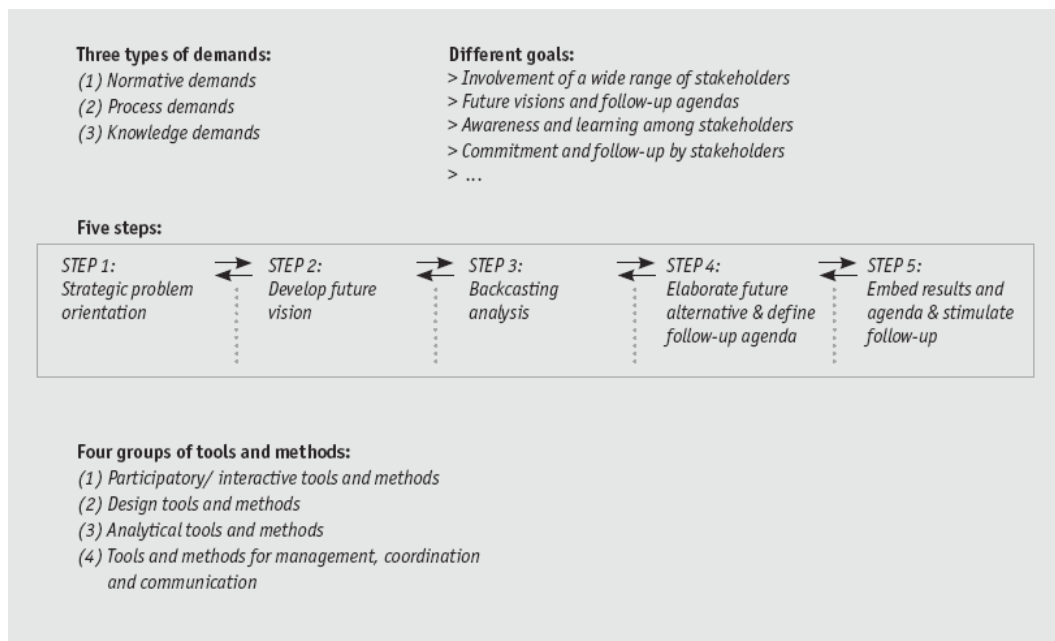 Three types of demands:
(1) Normative demands
(2) Process demands
(3) Knowledge demands
Different goals:
> Involvement of a wide range of stakeholders
> Future visions and follow-up agendas
> Awareness and learning among stakeholders
> Commitment and follow-up by stakeholders
> ...
Five steps:
STEP 1:
Strategic problem
orientation
STEP 2:
Develop future
vision
STEP 3:
Backcasting
analysis
STEP 4:
Elaborate future
alternative & define
follow-up agenda
STEP 5:
Embed results and
agenda & stimulate
follow-up
Four groups of tools and methods:
(1) Participatory/ interactive tools and methods
(2) Design tools and methods
(3) Analytical tools and methods
(4) Tools and methods for management, coordination
and communication